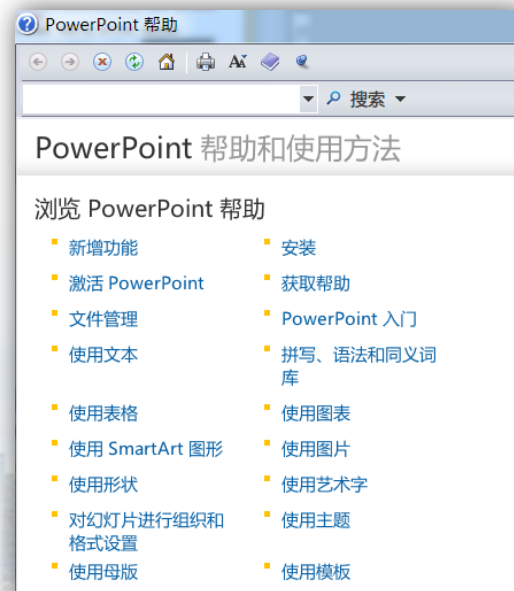 PowerPoint 帮助
搜索
PowerPoint 帮助和使用方法
浏览 PowerPoint 帮助
新增功能
安装
激活 PowerPoint
获取帮助
文件管理
PowerPoint 入门
使用文本
拼写、语法和同义词
库
使用表格
使用图表
使用 SmartArt 图形
使用图片
使用形状
使用艺术字
对幻灯片进行组织和
格式设置
使用主题
使用母版
使用模板